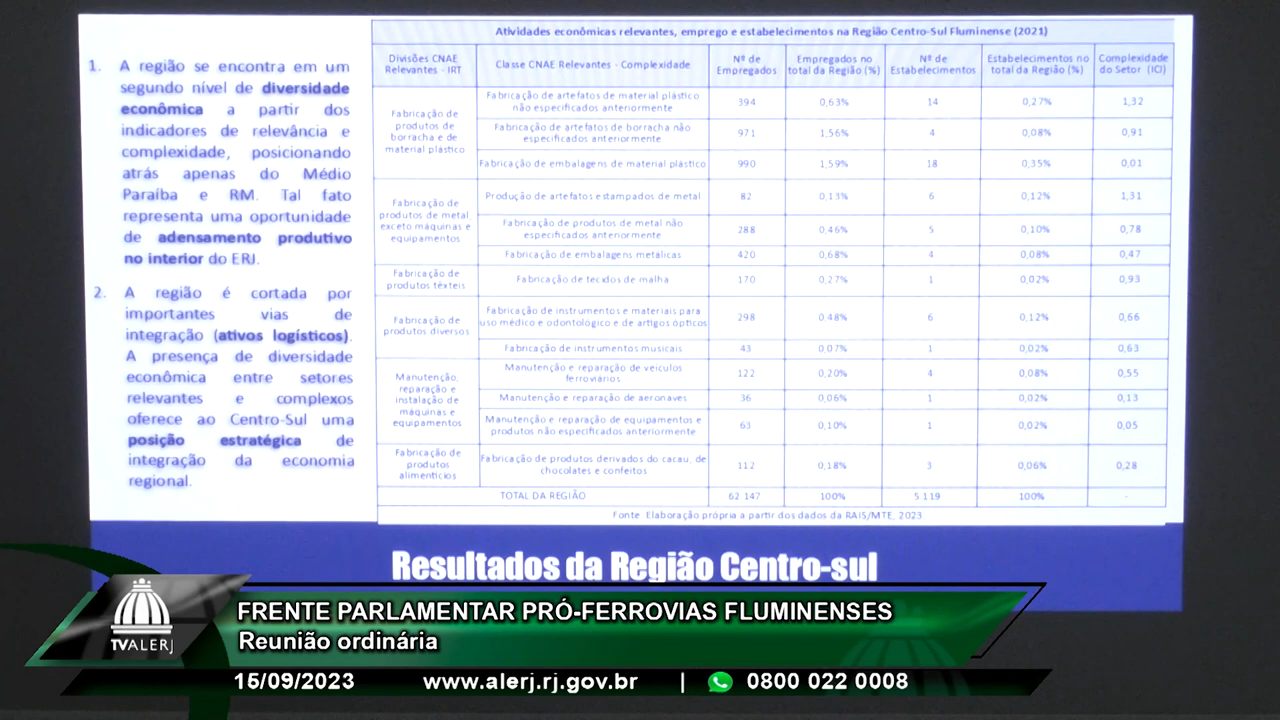 1. A região se encontra em um
segundo nível de diversidade
econômica a partir dos
indicadores de relevância e
complexidade, posicionando
atrás apenas do Médio
Paraíba e RM. Tal fato
representa uma oportunidade
de adensamento produtivo
no interior do ERJ.
2. A região é cortada por
importantes vias de
integração (ativos logísticos).
A presença de diversidade
econômica entre setores
relevantes e complexos
oferece ao Centro-Sul uma
posição estratégica de
integração da economia
regional.
Atividades econômicas relevantes, emprego e estabelecimentos na Região Centro-Sul Fluminense (2021)
Divisões CNAE Relevantes - IRT | Classe CNAE Relevantes - Complexidade | Nº de Empregados | Empregados no total da Região (%) | Nº de Estabelecimentos | Estabelecimentos no total da Região (%) | Complexidade do Setor (ICI)
Fabricação de produtos de borracha e de material plástico | Fabricação de artefatos de material plástico não especificados anteriormente | 394 | 0,63% | 14 | 0,27% | 1,32
Fabricação de artefatos de borracha não especificados anteriormente | 971 | 1,56% | 4 | 0,08% | 0,91
Fabricação de embalagens de material plástico | 990 | 1,59% | 18 | 0,35% | 0,01
Fabricação de produtos de metal, exceto máquinas e equipamentos | Produção de artefatos estampados de metal | 82 | 0,13% | 6 | 0,12% | 1,31
Fabricação de produtos de metal não especificados anteriormente | 288 | 0,46% | 5 | 0,10% | 0,78
Fabricação de embalagens metálicas | 420 | 0,68% | 4 | 0,08% | 0,47
Fabricação de produtos têxteis | Fabricação de tecidos de malha | 170 | 0,27% | 1 | 0,02% | 0,93
Fabricação de produtos diversos | Fabricação de instrumentos e materiais para uso médico e odontológico e de artigos ópticos | 298 | 0,48% | 6 | 0,12% | 0,66
Fabricação de instrumentos musicais | 43 | 0,07% | 1 | 0,02% | 0,63
Manutenção, reparação e instalação de máquinas e equipamentos | Manutenção e reparação de veículos ferroviários | 122 | 0,20% | 4 | 0,08% | 0,55
Manutenção e reparação de aeronaves | 36 | 0,06% | 1 | 0,02% | 0,13
Manutenção e reparação de equipamentos e produtos não especificados anteriormente | 63 | 0,10% | 1 | 0,02% | 0,05
Fabricação de produtos alimentícios | Fabricação de produtos derivados do cacau, de chocolates e confeitos | 112 | 0,18% | 3 | 0,06% | 0,28
TOTAL DA REGIÃO | 62.147 | 100% | 5.119 | 100% | -
Fonte: Elaboração própria a partir dos dados da RAIS/MTE, 2023
Resultados da Região Centro-sul
TVALERJ
FRENTE PARLAMENTAR PRÓ-FERROVIAS FLUMINENSES
Reunião ordinária
15/09/2023 www.alerj.rj.gov.br | 0800 022 0008